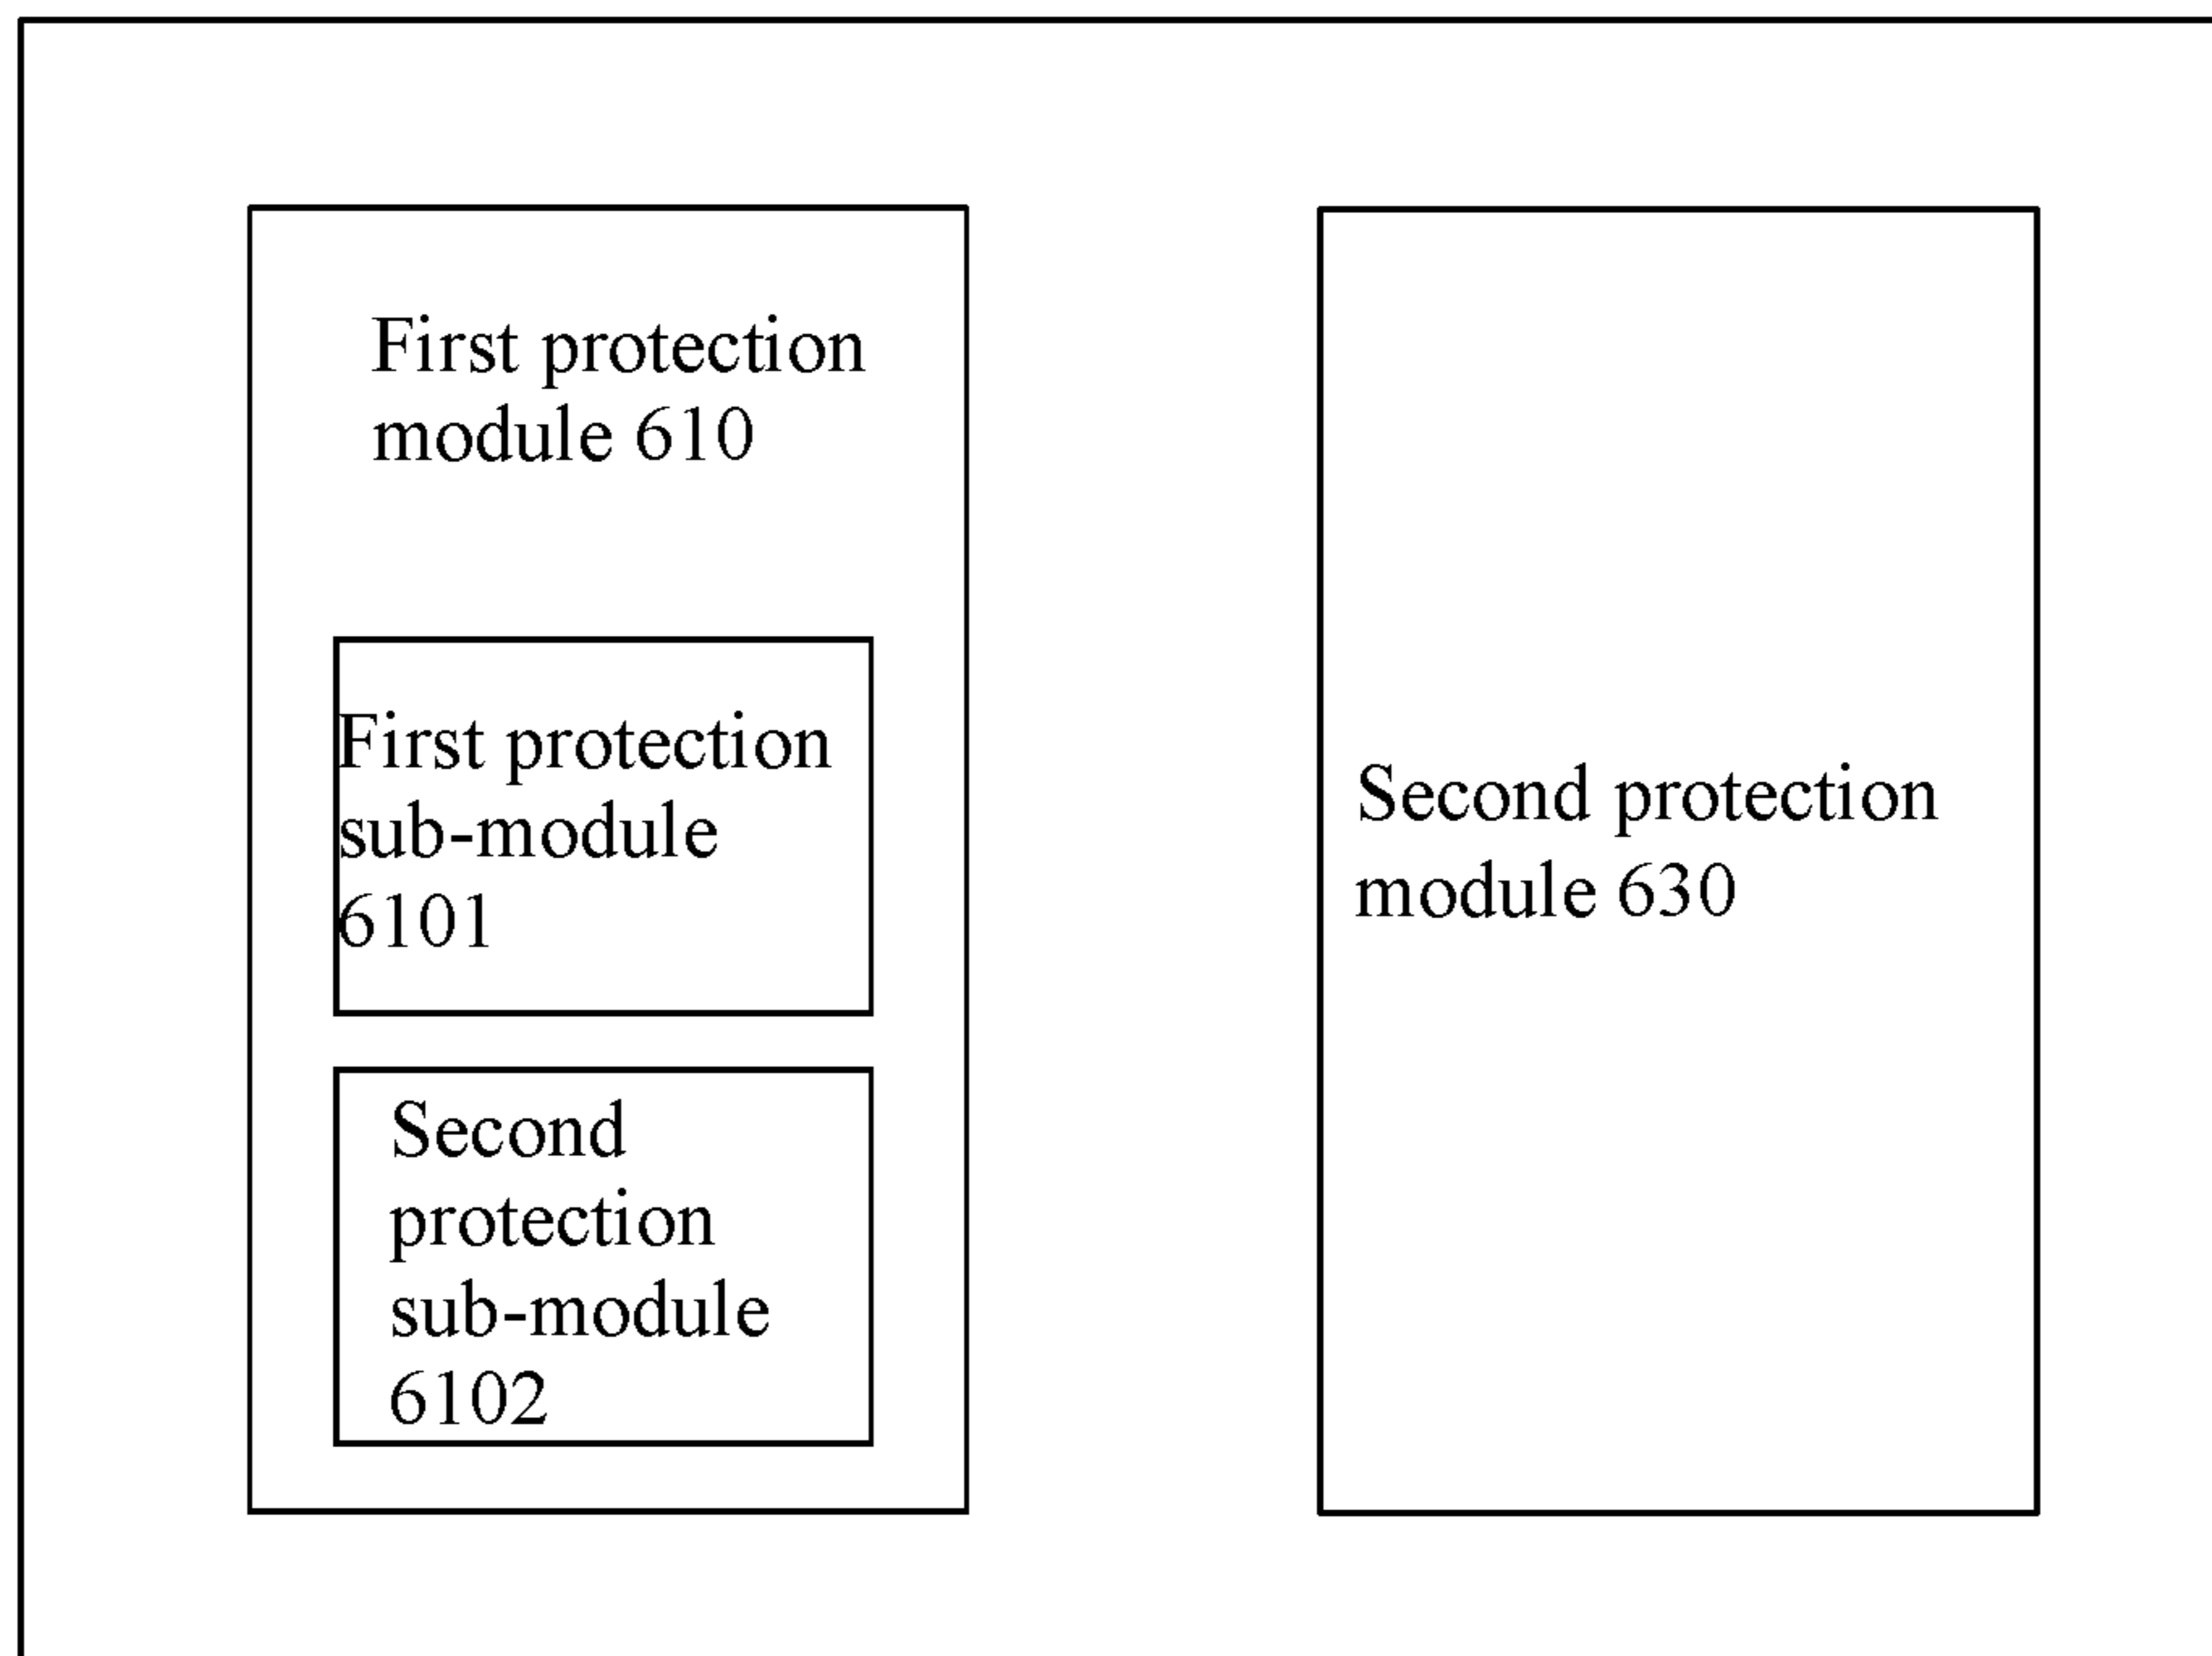 First protection
module 610
First protection
sub-module
6101
Second
protection
sub-module
6102
Second protection
module 630